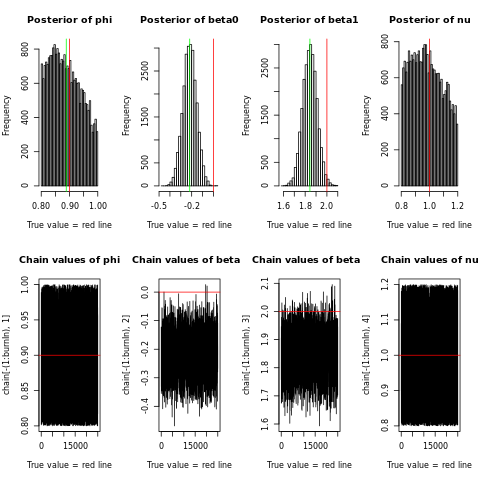 Posterior of phi
Posterior of beta0
Posterior of beta1
Posterior of nu
Frequency
0 200 400 600 800
0.80 0.90 1.00
True value = red line
Frequency
0 500 1500 3500
-0.5 -0.2
True value = red line
Frequency
0 500 1500 3000
1.6 1.8 2.0
True value = red line
Frequency
0 200 400 600 800
0.8 1.0 1.2
True value = red line
Chain values of phi
Chain values of beta
Chain values of beta
Chain values of nu
chain[-(1:burnIn), 1]
0.80 0.85 0.90 0.95 1.00
0 15000
True value = red line
chain[-(1:burnIn), 2]
-0.4 -0.3 -0.2 -0.1 0.0
0 15000
True value = red line
chain[-(1:burnIn), 3]
1.6 1.7 1.8 1.9 2.0 2.1
0 15000
True value = red line
chain[-(1:burnIn), 4]
0.8 0.9 1.0 1.1 1.2
0 15000
True value = red line